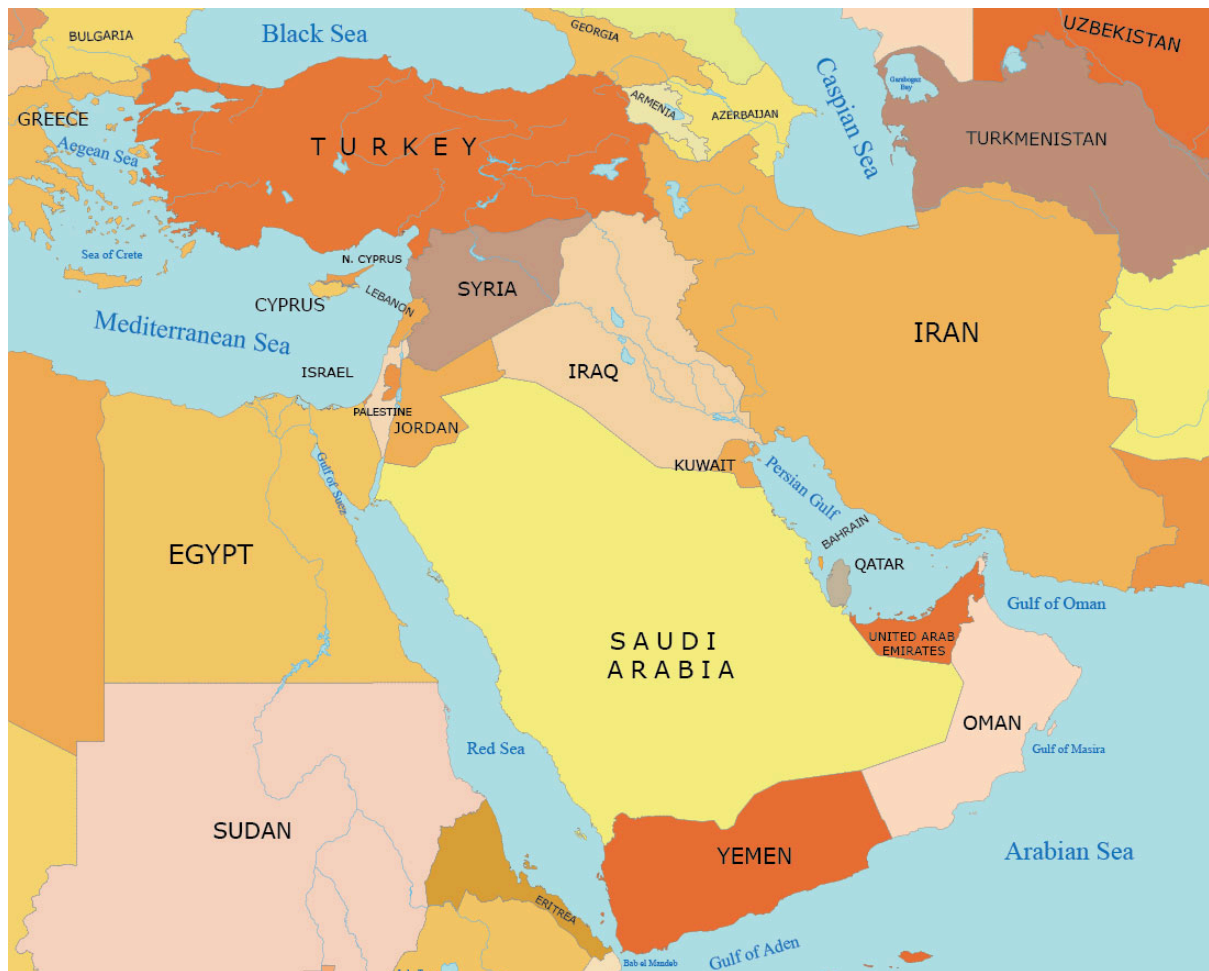 BULGARIA
Black Sea
GEORGIA
UZBEKISTAN
Garabogaz
Bay
Caspian Sea
GREECE
ARMENIA
AZERBAIJAN
TURKMENISTAN
Aegean Sea
TURKEY
Sea of Crete
N. CYPRUS
CYPRUS
LEBANON
SYRIA
Mediterranean Sea
IRAN
ISRAEL
IRAQ
PALESTINE
JORDAN
KUWAIT
Gulf of Suez
Persian Gulf
BAHRAIN
EGYPT
QATAR
Gulf of Oman
SAUDI
ARABIA
UNITED ARAB
EMIRATES
OMAN
Red Sea
Gulf of Masira
SUDAN
YEMEN
Arabian Sea
ERITREA
Gulf of Aden
Bab el Mandeb